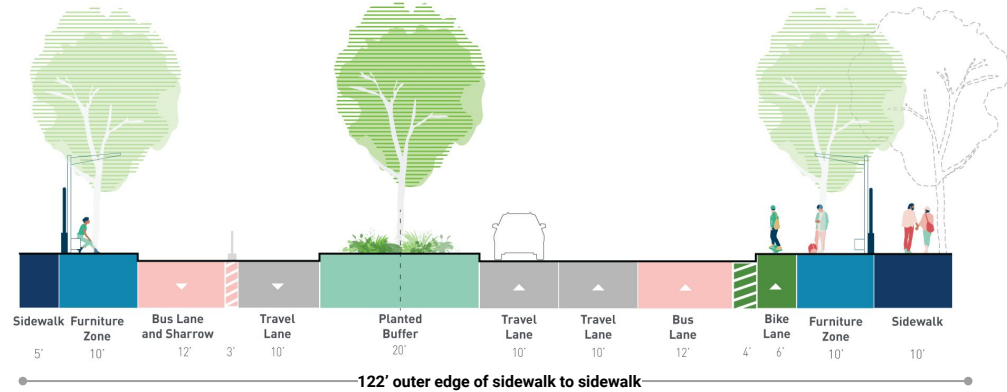 Sidewalk
5'
Furniture
Zone
10'
Bus Lane
and Sharrow
12'
3'
Travel
Lane
10'
Planted
Buffer
20'
Travel
Lane
10'
Travel
Lane
10'
Bus
Lane
12'
4'
Bike
Lane
6'
Furniture
Zone
10'
Sidewalk
10'
122' outer edge of sidewalk to sidewalk